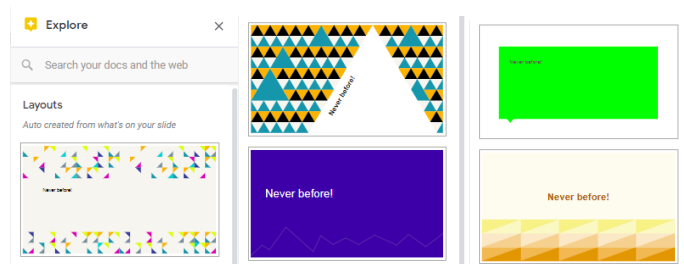 Explore
Search your docs and the web
Layouts
Auto created from what's on your slide
Never before!
Never before!
Never before!
Never before!
Never before!